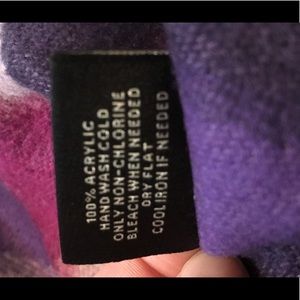 100% ACRYLIC
HAND WASH COLD
ONLY NON-CHLORINE
BLEACH WHEN NEEDED
DRY FLAT
COOL IRON IF NEEDED